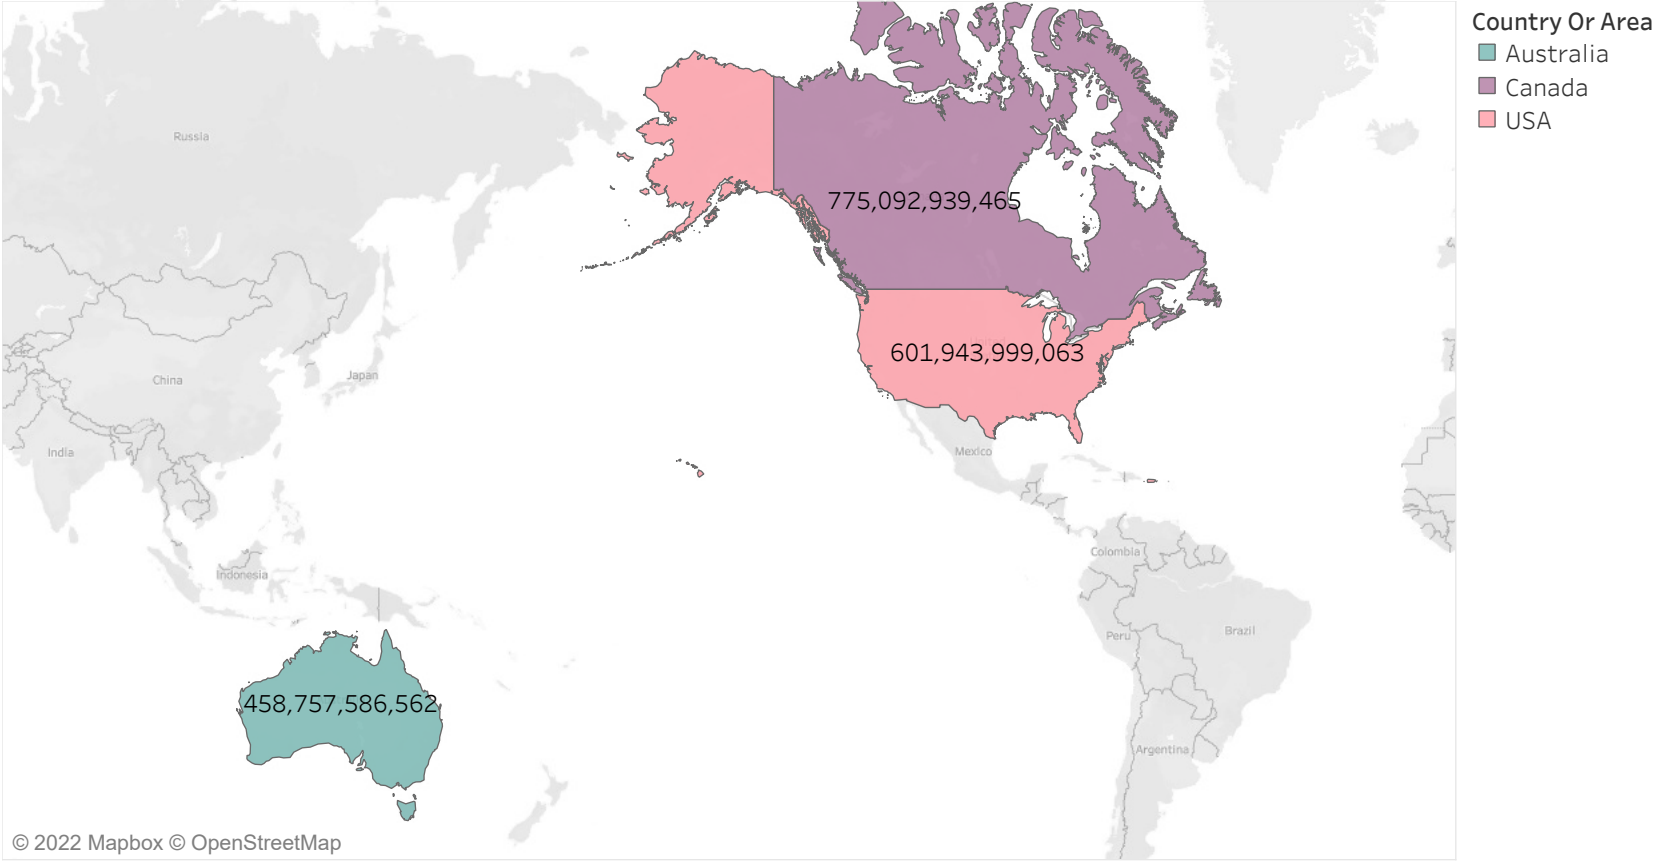 Country Or Area
Australia
Canada
USA
Russia
775,092,939,465
601,943,999,063
Japan
China
India
Mexico
Colombia
Indonesia
Peru
Brazil
458,757,586,562
Argentina
© 2022 Mapbox © OpenStreetMap